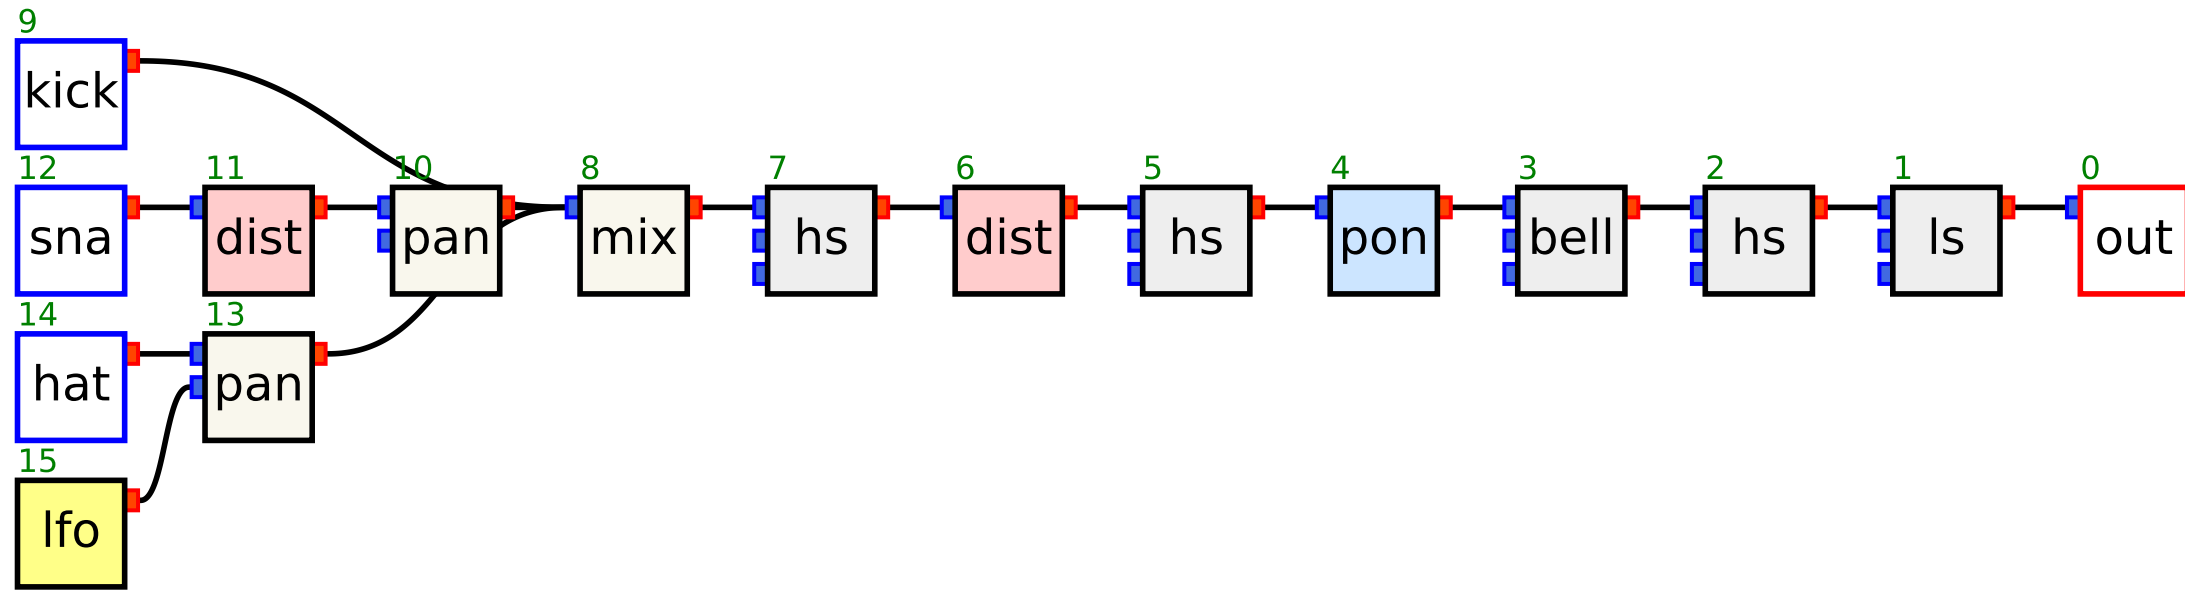 9
kick
12 11 10 8 7 6 5 4 3 2 1 0
sna dist pan mix hs dist hs pon bell hs ls out
14 13
hat pan
15
lfo